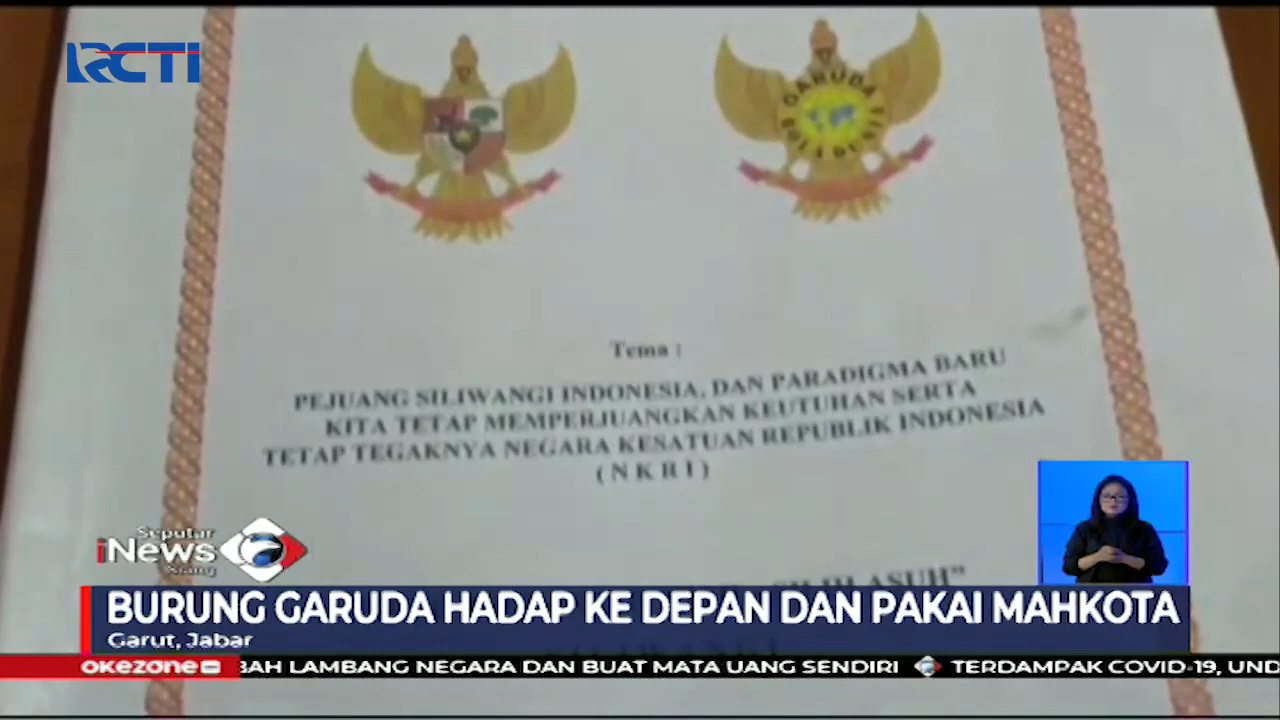 RCTI
GARUDA
Tema :
PEJUANG SILIWANGI INDONESIA, DAN PARADIGMA BARU
KITA TETAP MEMPERJUANGKAN KEUTUHAN SERTA
TETAP TEGAKNYA NEGARA KESATUAN REPUBLIK INDONESIA
( N K R I )
ASUH"
Seputar
iNews
Siang
BURUNG GARUDA HADAP KE DEPAN DAN PAKAI MAHKOTA
Garut, Jabar
okezone BAH LAMBANG NEGARA DAN BUAT MATA UANG SENDIRI TERDAMPAK COVID-19, UND